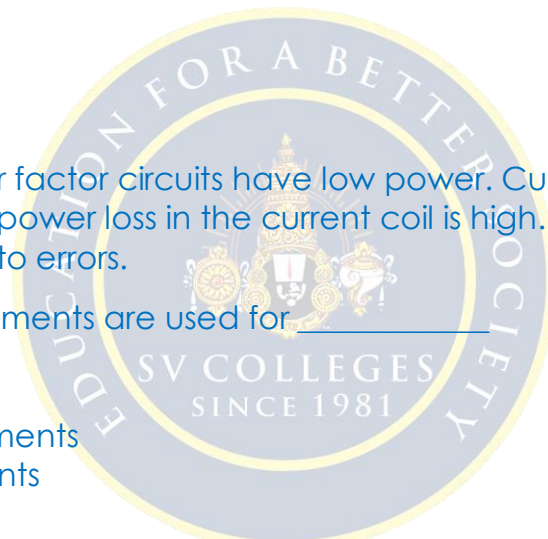 r factor circuits have low power. Cu
power loss in the current coil is high.
to errors.
ments are used for ___________
ments
nts
EDUCATION FOR A BETTER SOCIETY
SV COLLEGES
SINCE 1981